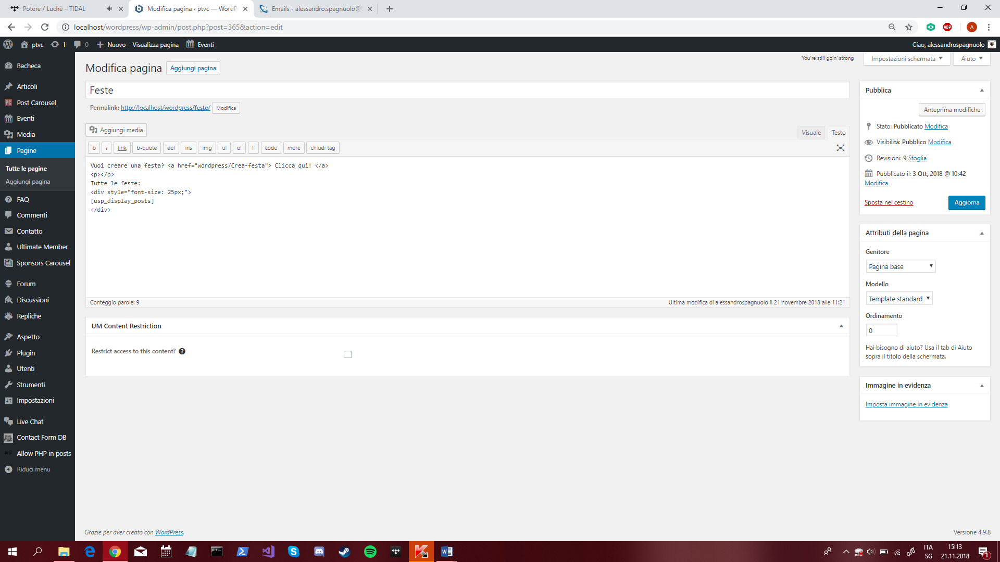 Potere / Luchè – TIDAL
Modifica pagina ‹ ptvc — WordP
Emails - alessandro.spagnuolo@
localhost/wordpress/wp-admin/post.php?post=365&action=edit
ABP
A
ptvc
1
0
Nuovo
Visualizza pagina
Eventi
Ciao, alessandrospagnuolo
Bacheca
Articoli
PC
Post Carousel
Eventi
Media
Pagine
Tutte le pagine
Aggiungi pagina
FAQ
Commenti
Contatto
Ultimate Member
Sponsors Carousel
Forum
Discussioni
Repliche
Aspetto
Plugin
Utenti
Strumenti
Impostazioni
Live Chat
Contact Form DB
PHP
Allow PHP in posts
Riduci menu
You're still goin' strong
Impostazioni schermata
Aiuto
Modifica pagina
Aggiungi pagina
Feste
Permalink: http://localhost/wordpress/feste/
Modifica
Aggiungi media
Visuale
Testo
b
i
link
b-quote
del
ins
img
ul
ol
li
code
more
chiudi tag
Vuoi creare una festa? <a href="wordpress/Crea-festa"> Clicca qui! </a>
<p></p>
Tutte le feste:
<div style="font-size: 25px;">
[usp_display_posts]
</div>
Conteggio parole: 9
Ultima modifica di alessandrospagnuolo il 21 novembre 2018 alle 11:21
UM Content Restriction
Restrict access to this content?
Pubblica
Anteprima modifiche
Stato: Pubblicato Modifica
Visibilità: Pubblico Modifica
Revisioni: 9 Sfoglia
Pubblicato il: 3 Ott, 2018 @ 10:42
Modifica
Sposta nel cestino
Aggiorna
Attributi della pagina
Genitore
Pagina base
Modello
Template standard
Ordinamento
0
Hai bisogno di aiuto? Usa il tab di Aiuto
sopra il titolo della schermata.
Immagine in evidenza
Imposta immagine in evidenza
Grazie per aver creato con WordPress.
Versione 4.9.8
ITA
SG
15:13
21.11.2018
1